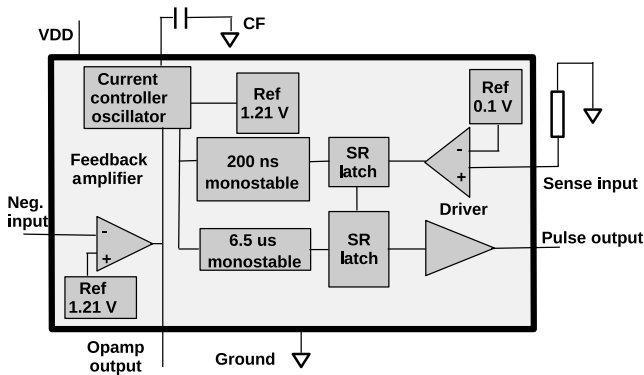 VDD
CF
Current
controller
oscillator
Ref
1.21 V
Ref
0.1 V
Feedback
amplifier
200 ns
monostable
SR
latch
-
+
Sense input
Neg.
input
-
+
Driver
6.5 us
monostable
SR
latch
Pulse output
Ref
1.21 V
Opamp
output
Ground